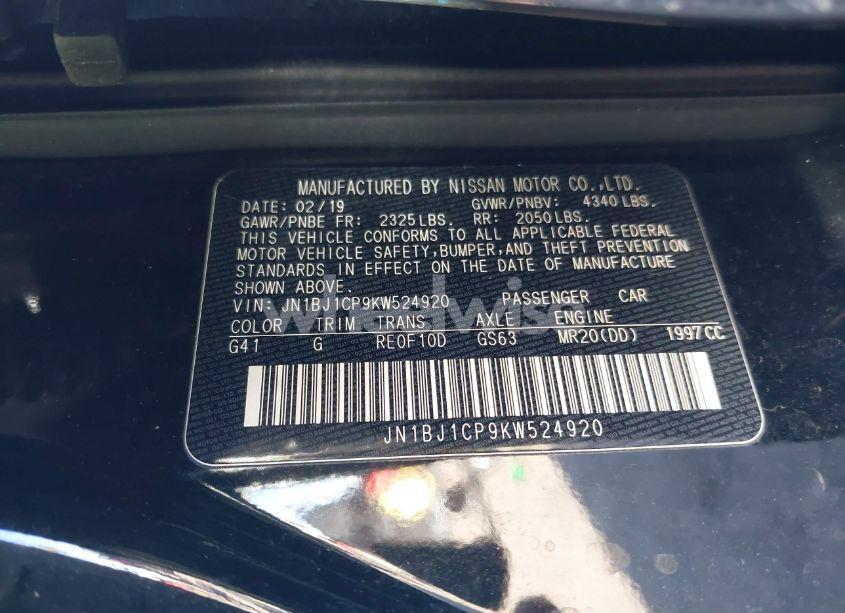 MANUFACTURED BY NISSAN MOTOR CO.,LTD.
DATE: 02/19 GVWR/PNBV: 4340 LBS.
GAWR/PNBE FR: 2325 LBS. RR: 2050 LBS.
THIS VEHICLE CONFORMS TO ALL APPLICABLE FEDERAL
MOTOR VEHICLE SAFETY, BUMPER, AND THEFT PREVENTION
STANDARDS IN EFFECT ON THE DATE OF MANUFACTURE
SHOWN ABOVE.
VIN: JN1BJ1CP9KW524920 PASSENGER CAR
COLOR TRIM TRANS AXLE ENGINE
G41 G RE0F10D GS63 MR20(DD) 1997CC
JN1BJ1CP9KW524920